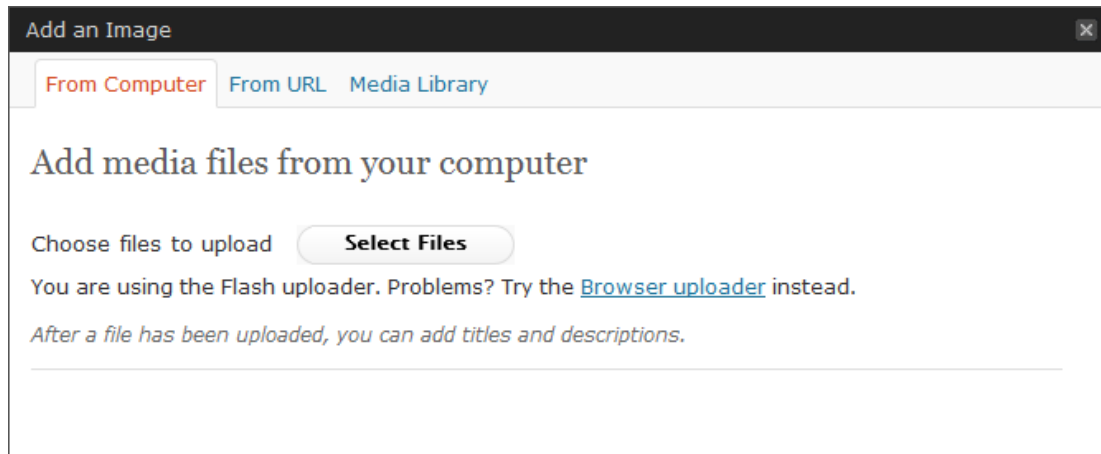 Add an Image
From Computer From URL Media Library
Add media files from your computer
Choose files to upload Select Files
You are using the Flash uploader. Problems? Try the Browser uploader instead.
After a file has been uploaded, you can add titles and descriptions.